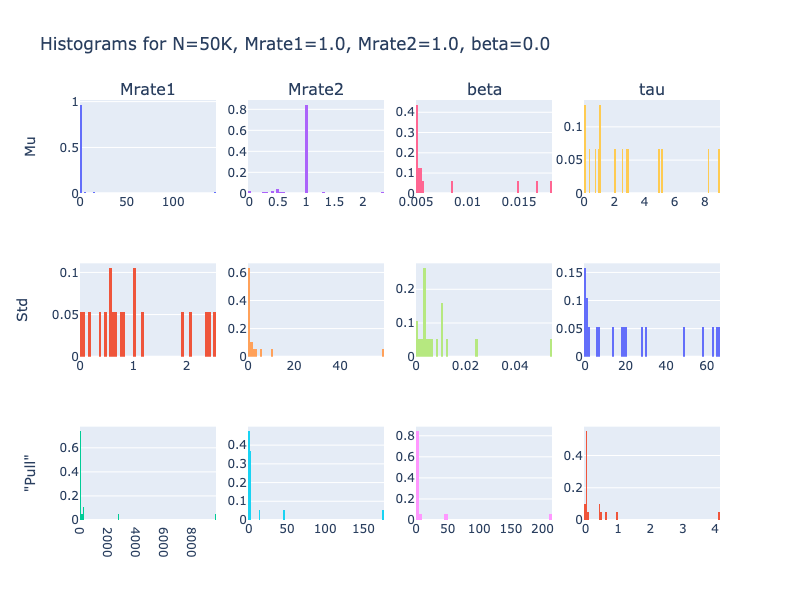 Histograms for N=50K, Mrate1=1.0, Mrate2=1.0, beta=0.0
Mrate1 Mrate2 beta tau
Mu
1
0.5
0
0 50 100
0.8
0.6
0.4
0.2
0
0 0.5 1 1.5 2
0.4
0.3
0.2
0.1
0
0.005 0.01 0.015
0.1
0.05
0
0 2 4 6 8
Std
0.1
0.05
0
0 1 2
0.6
0.4
0.2
0
0 20 40
0.2
0.1
0
0 0.02 0.04
0.15
0.1
0.05
0
0 20 40 60
"Pull"
0.6
0.4
0.2
0
0 2000 4000 6000 8000
0.4
0.3
0.2
0.1
0
0 50 100 150
0.8
0.6
0.4
0.2
0
0 50 100 150 200
0.4
0.2
0
0 1 2 3 4